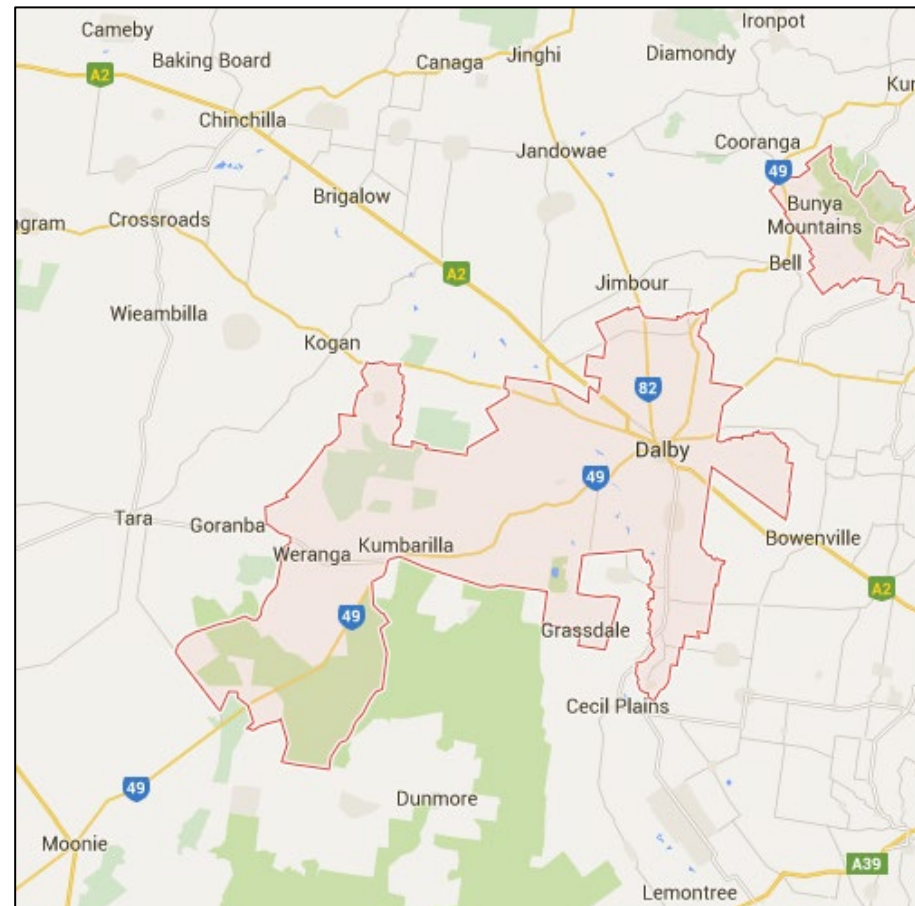 Cameby
Ironpot
Baking Board
Canaga
Jinghi
Diamondy
A2
Chinchilla
Cooranga
Jandowae
49
Brigalow
Bunya
Mountains
Crossroads
Bell
A2
Jimbour
Wieambilla
Kogan
82
Dalby
49
Tara
Goranba
Bowenville
Weranga
Kumbarilla
A2
49
Grassdale
Cecil Plains
49
Dunmore
Moonie
A39
Lemontree